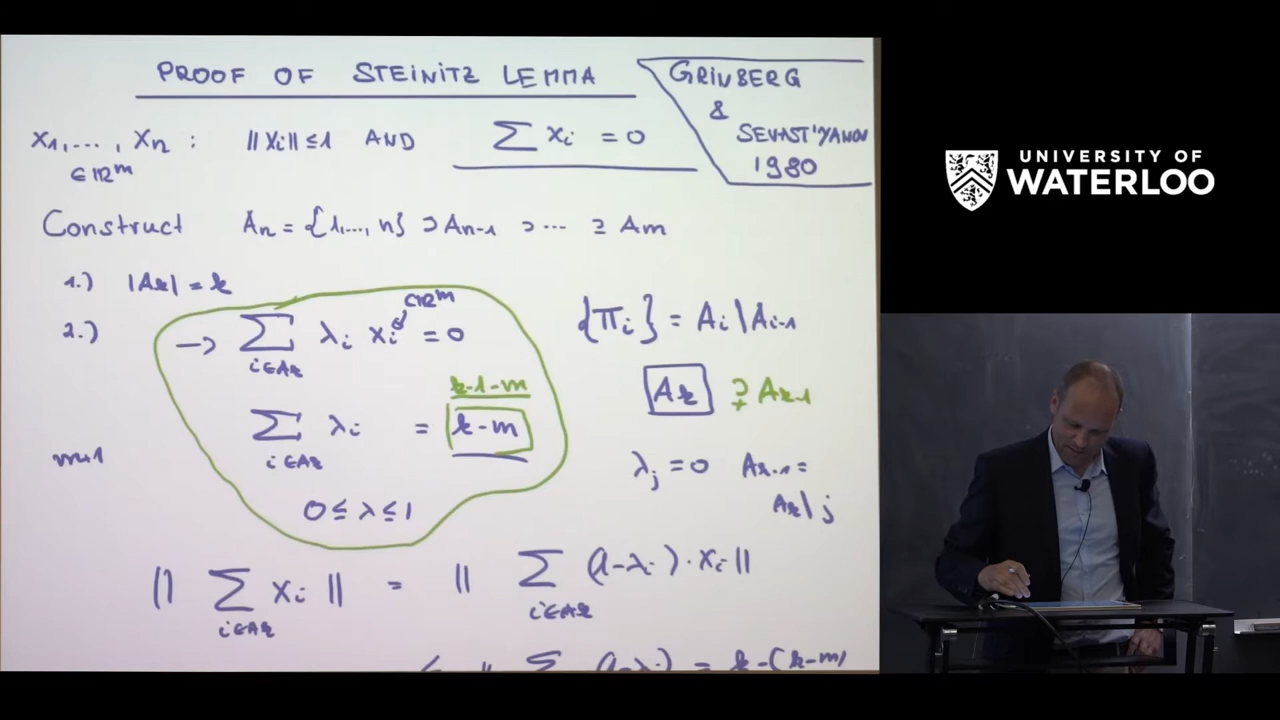 PROOF OF STEINITZ LEMMA
GRINBERG
&
SEVAST'YANOV
1980
X₁,..., Xₙ : ||Xᵢ|| ≤ 1 AND ∑ Xᵢ = 0
∈ ℝᵐ
Construct Aₙ = {1,..., n} ⊃ Aₙ₋₁ ⊃ ... ⊇ Aₘ
1.) |Aₖ| = k
2.) → ∑ λᵢ xᵢ = 0
i∈Aₖ
∈ℝᵐ
{πᵢ} = Aᵢ \ Aᵢ₋₁
k-1-m
∑ λᵢ = k-m
i∈Aₖ
Aₖ ⊋ Aₖ₋₁
m+1
0 ≤ λ ≤ 1
λⱼ = 0 Aₖ₋₁ =
Aₖ \ j
|| ∑ Xᵢ || = || ∑ (1-λᵢ) · Xᵢ ||
i∈Aₖ i∈Aₖ
≤ ∑ (1-λᵢ) = k-(k-m)
UNIVERSITY OF
WATERLOO